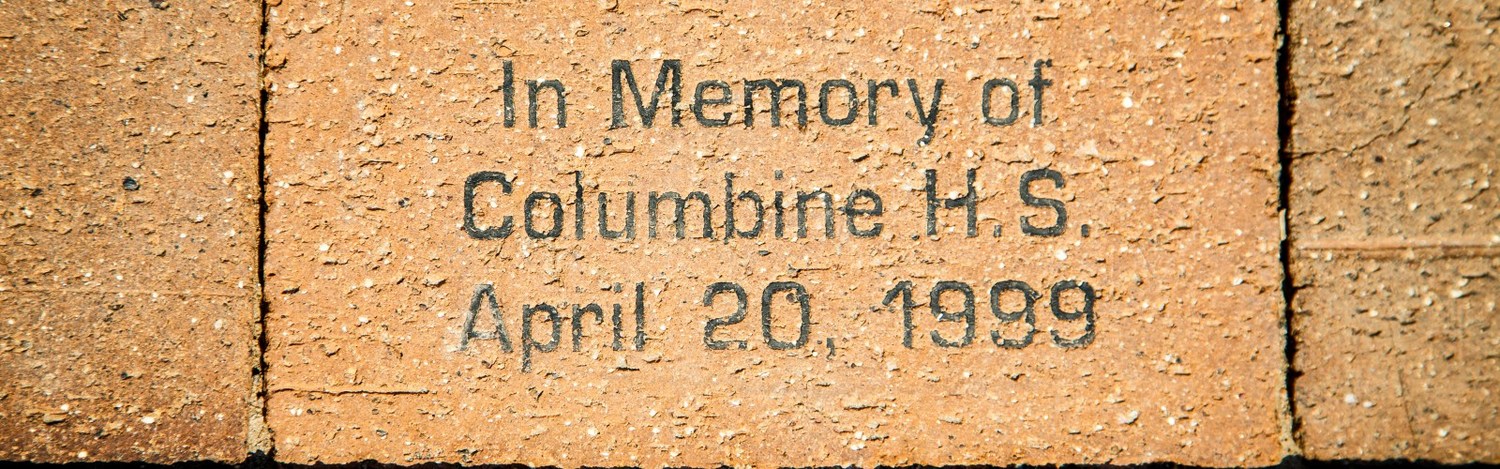 In Memory of
Columbine H.S.
April 20, 1999